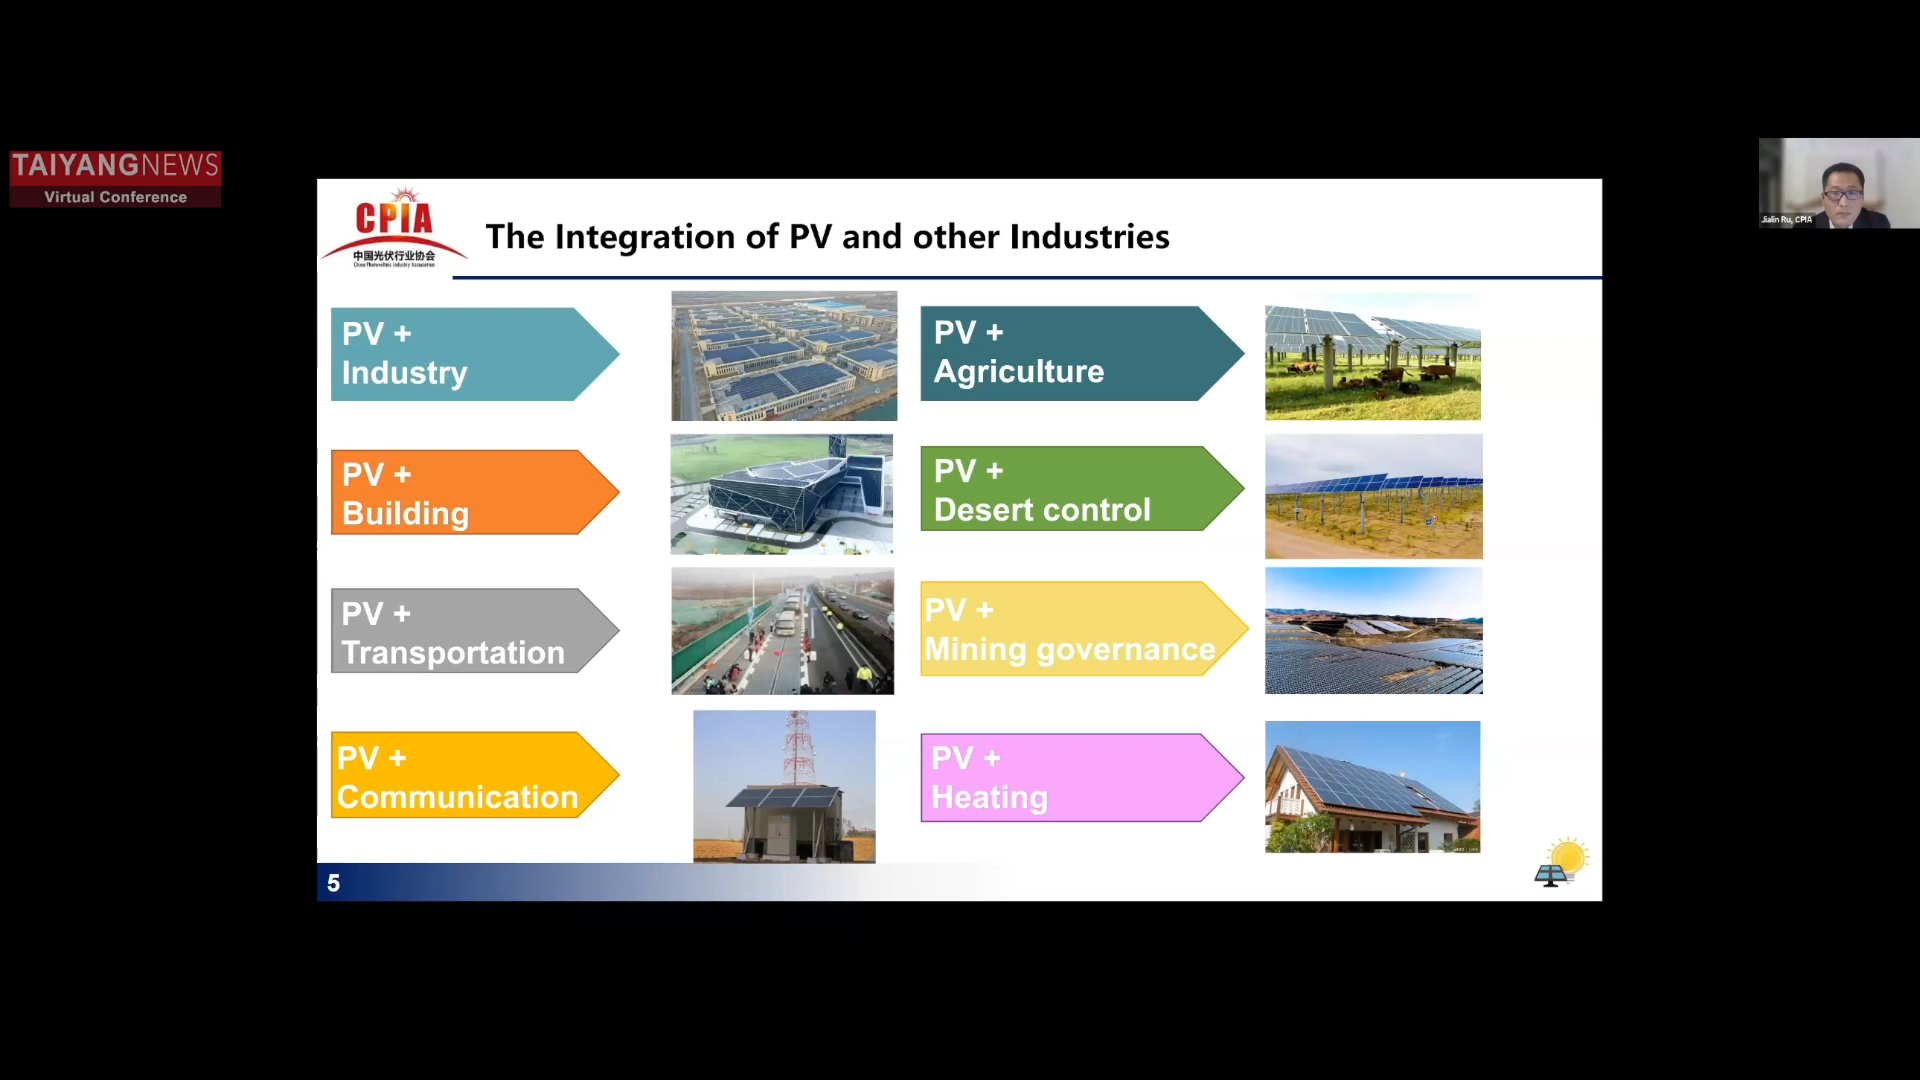 TAIYANGNEWS
Virtual Conference
Jialin Ru, CPIA
CPIA
中国光伏行业协会
China Photovoltaic Industry Association
The Integration of PV and other Industries
PV +
Industry
PV +
Agriculture
PV +
Building
PV +
Desert control
PV +
Transportation
PV +
Mining governance
PV +
Communication
PV +
Heating
5